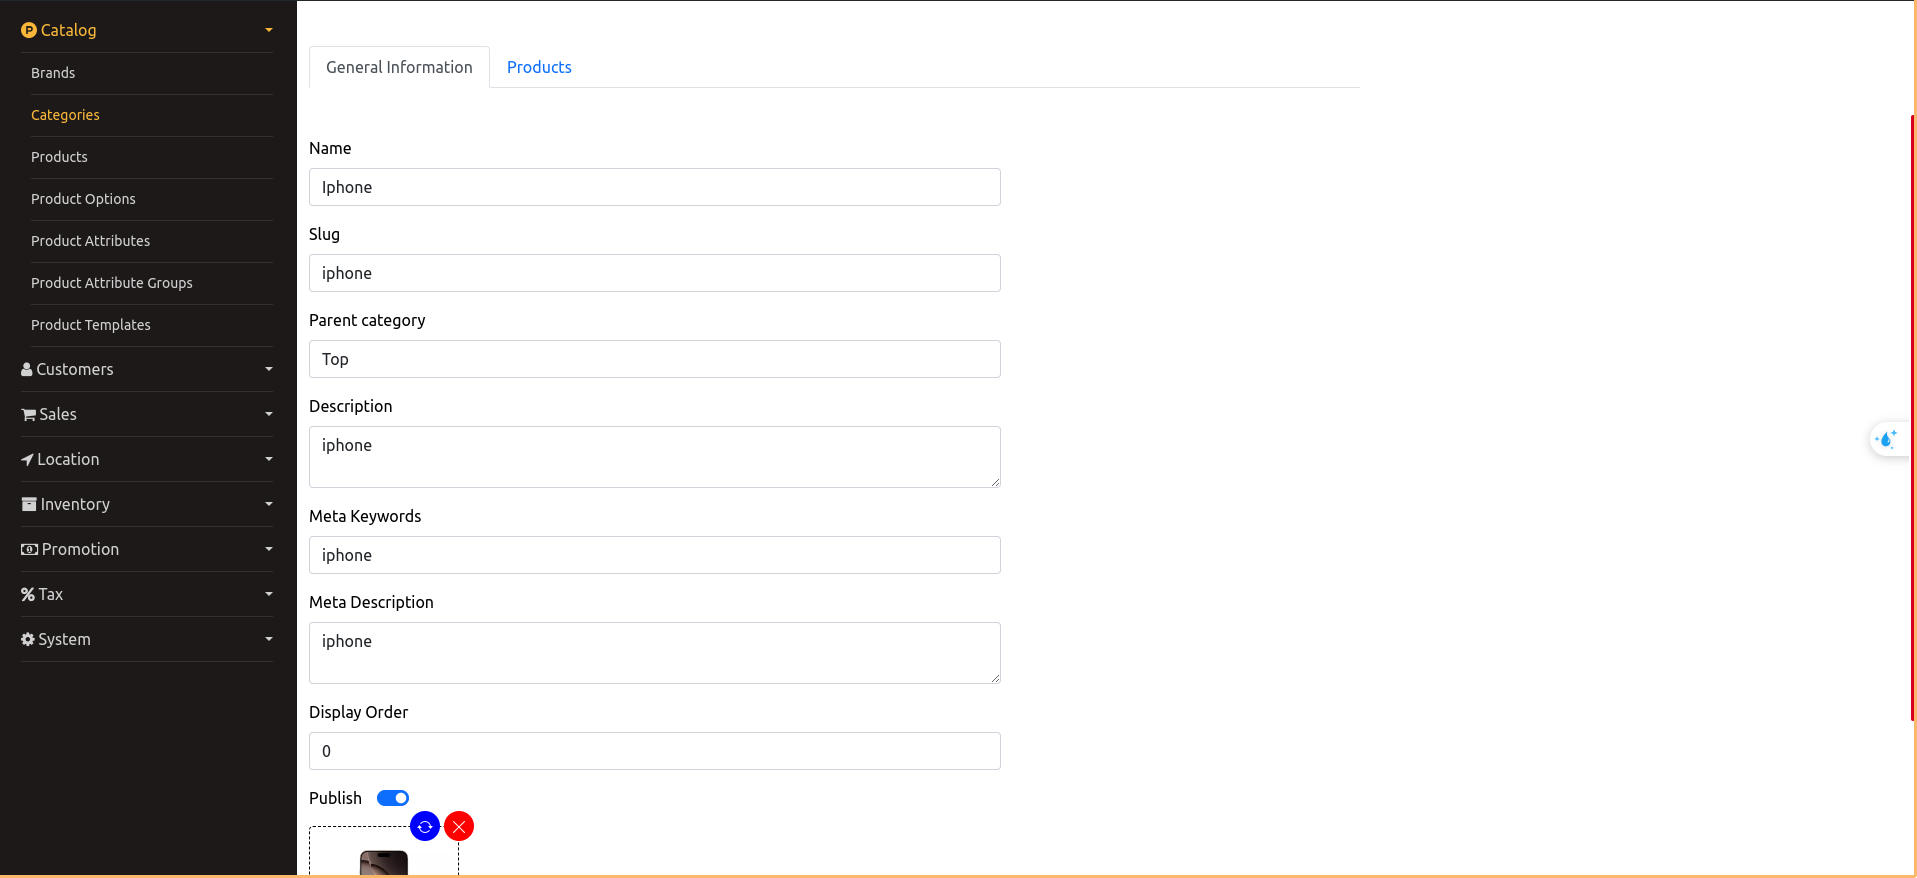 Catalog
Brands
Categories
Products
Product Options
Product Attributes
Product Attribute Groups
Product Templates
Customers
Sales
Location
Inventory
Promotion
Tax
System
General Information
Products
Name
Iphone
Slug
iphone
Parent category
Top
Description
iphone
Meta Keywords
iphone
Meta Description
iphone
Display Order
0
Publish